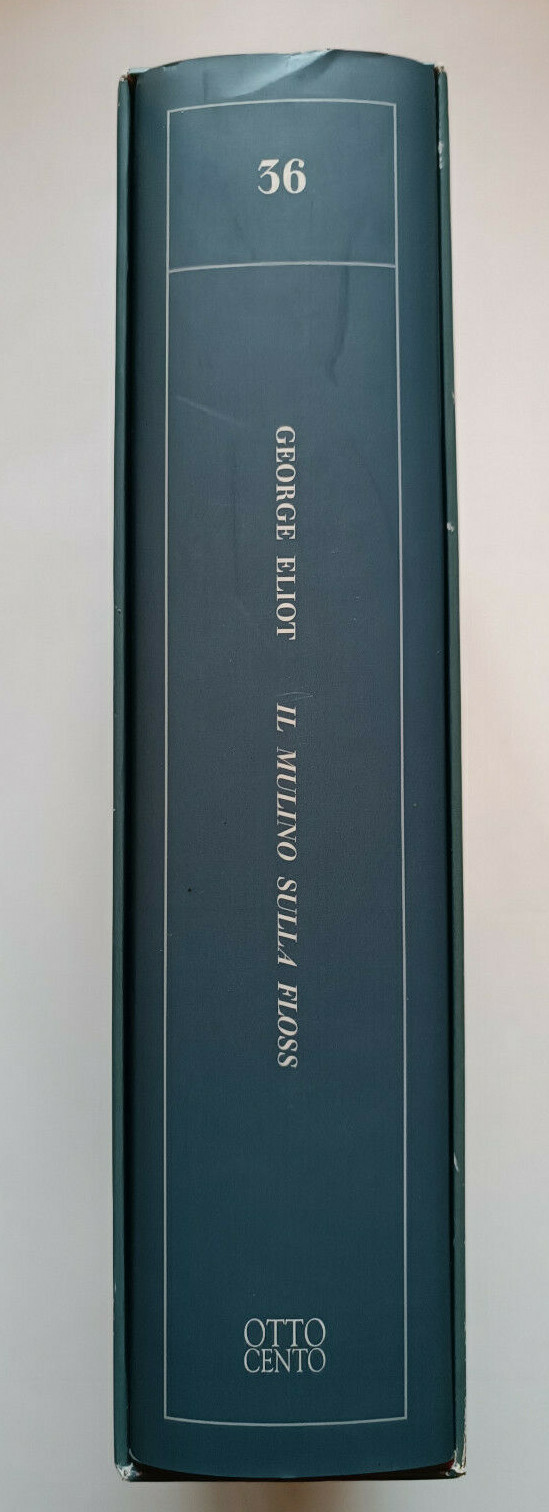 36
GEORGE ELIOT IL MULINO SULLA FLOSS
OTTO
CENTO